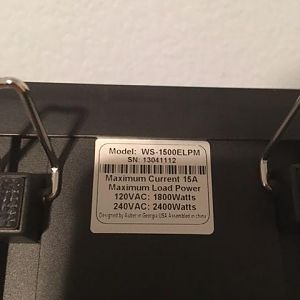 Model: WS-1500ELPM
SN: 13041112
Maximum Current 15A
Maximum Load Power
120VAC: 1800Watts
240VAC: 2400Watts
Designed by Auber in Georgia USA Assembled in china